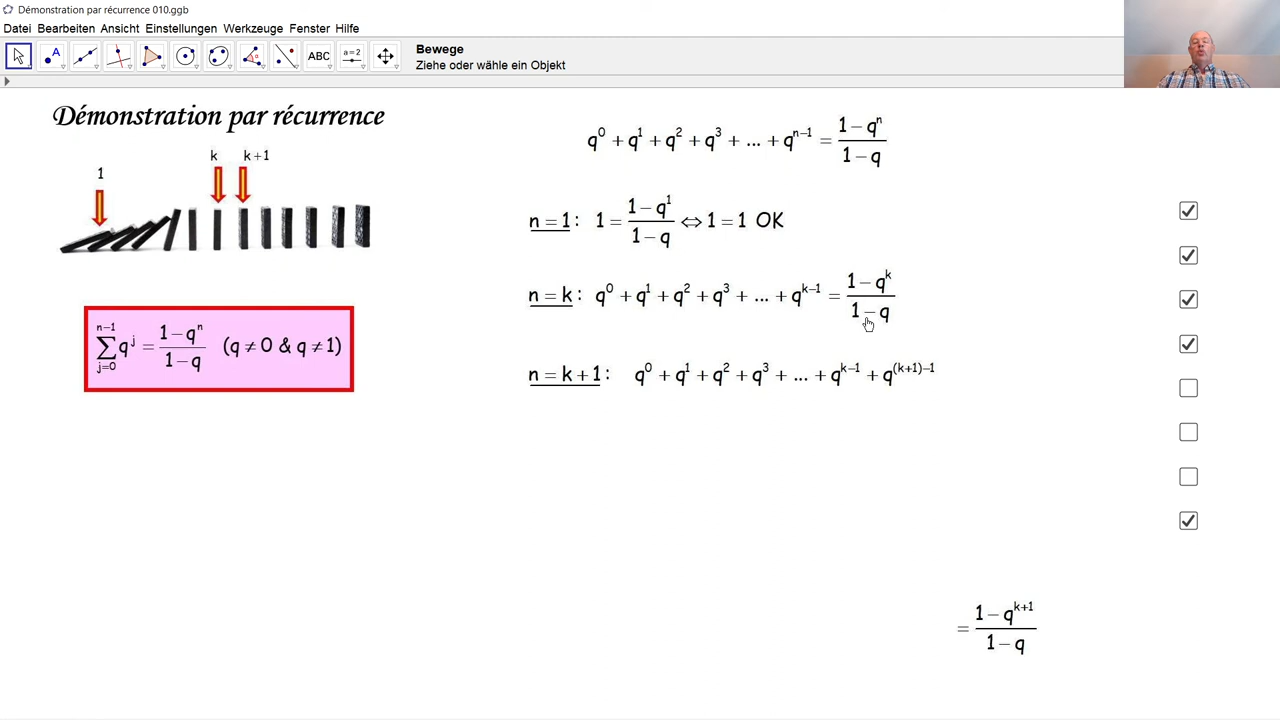 Démonstration par récurrence 010.ggb
Datei Bearbeiten Ansicht Einstellungen Werkzeuge Fenster Hilfe
A
ABC
a=2
Bewege
Ziehe oder wähle ein Objekt
Démonstration par récurrence
1
k
k+1
q⁰ + q¹ + q² + q³ + ... + qⁿ⁻¹ = (1 − qⁿ)/(1 − q)
n = 1 : 1 = (1 − q¹)/(1 − q) ⇔ 1 = 1 OK
n = k : q⁰ + q¹ + q² + q³ + ... + qᵏ⁻¹ = (1 − qᵏ)/(1 − q)
∑_{j=0}^{n−1} qʲ = (1 − qⁿ)/(1 − q) (q ≠ 0 & q ≠ 1)
n = k + 1 : q⁰ + q¹ + q² + q³ + ... + qᵏ⁻¹ + q⁽ᵏ⁺¹⁾⁻¹
= (1 − qᵏ⁺¹)/(1 − q)